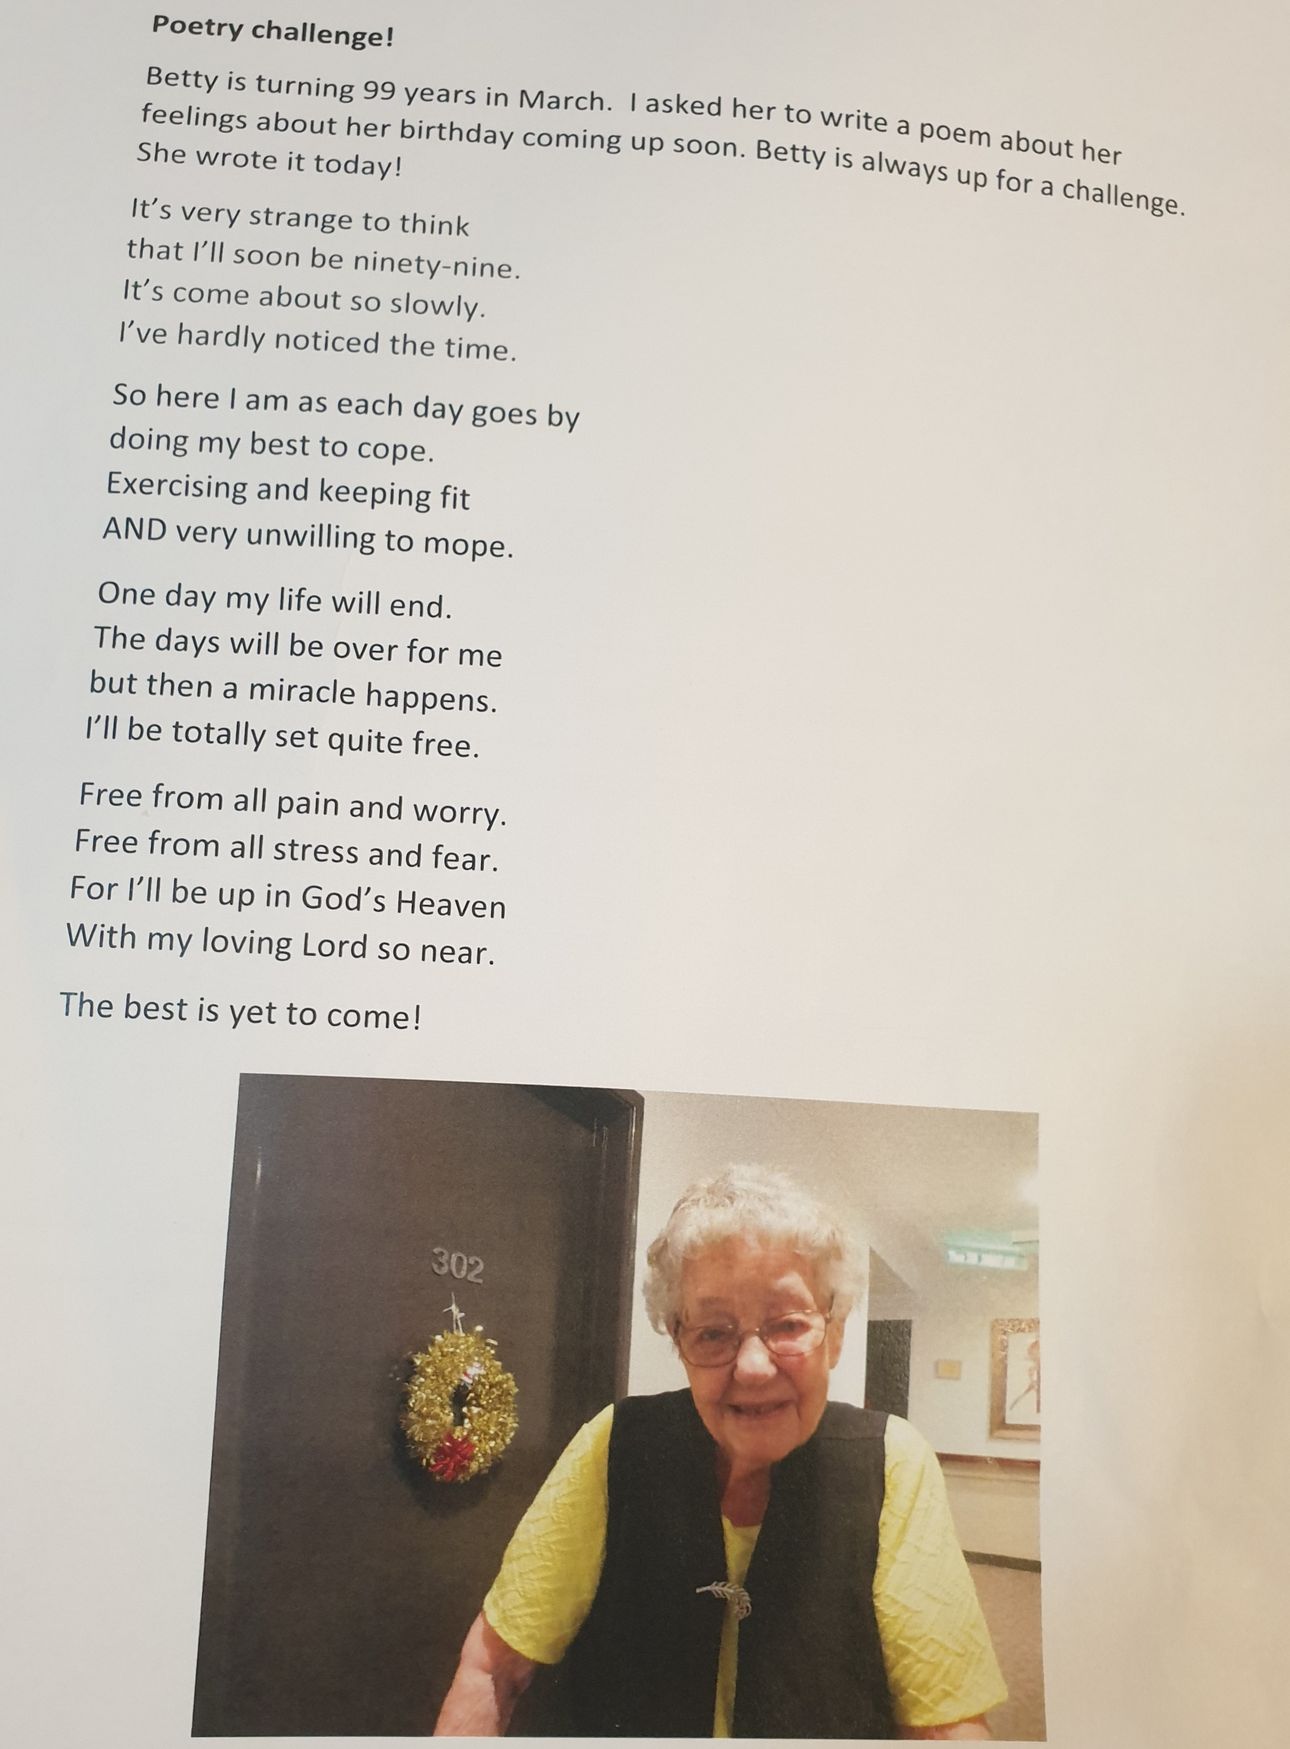 Poetry challenge!
Betty is turning 99 years in March. I asked her to write a poem about her
feelings about her birthday coming up soon. Betty is always up for a challenge.
She wrote it today!
It's very strange to think
that I'll soon be ninety-nine.
It's come about so slowly.
I've hardly noticed the time.
So here I am as each day goes by
doing my best to cope.
Exercising and keeping fit
AND very unwilling to mope.
One day my life will end.
The days will be over for me
but then a miracle happens.
I'll be totally set quite free.
Free from all pain and worry.
Free from all stress and fear.
For I'll be up in God's Heaven
With my loving Lord so near.
The best is yet to come!
302